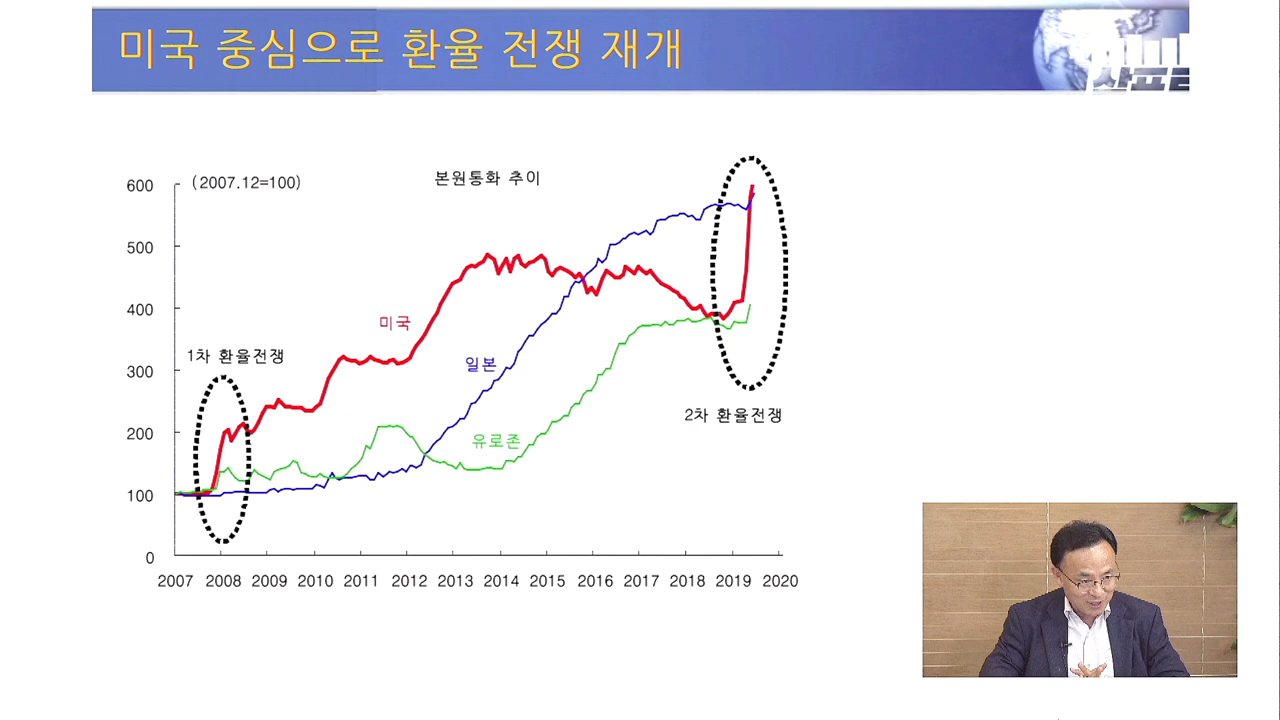 미국 중심으로 환율 전쟁 재개
(2007.12=100)
본원통화 추이
600
500
400
300
200
100
0
미국
1차 환율전쟁
일본
2차 환율전쟁
유로존
2007 2008 2009 2010 2011 2012 2013 2014 2015 2016 2017 2018 2019 2020